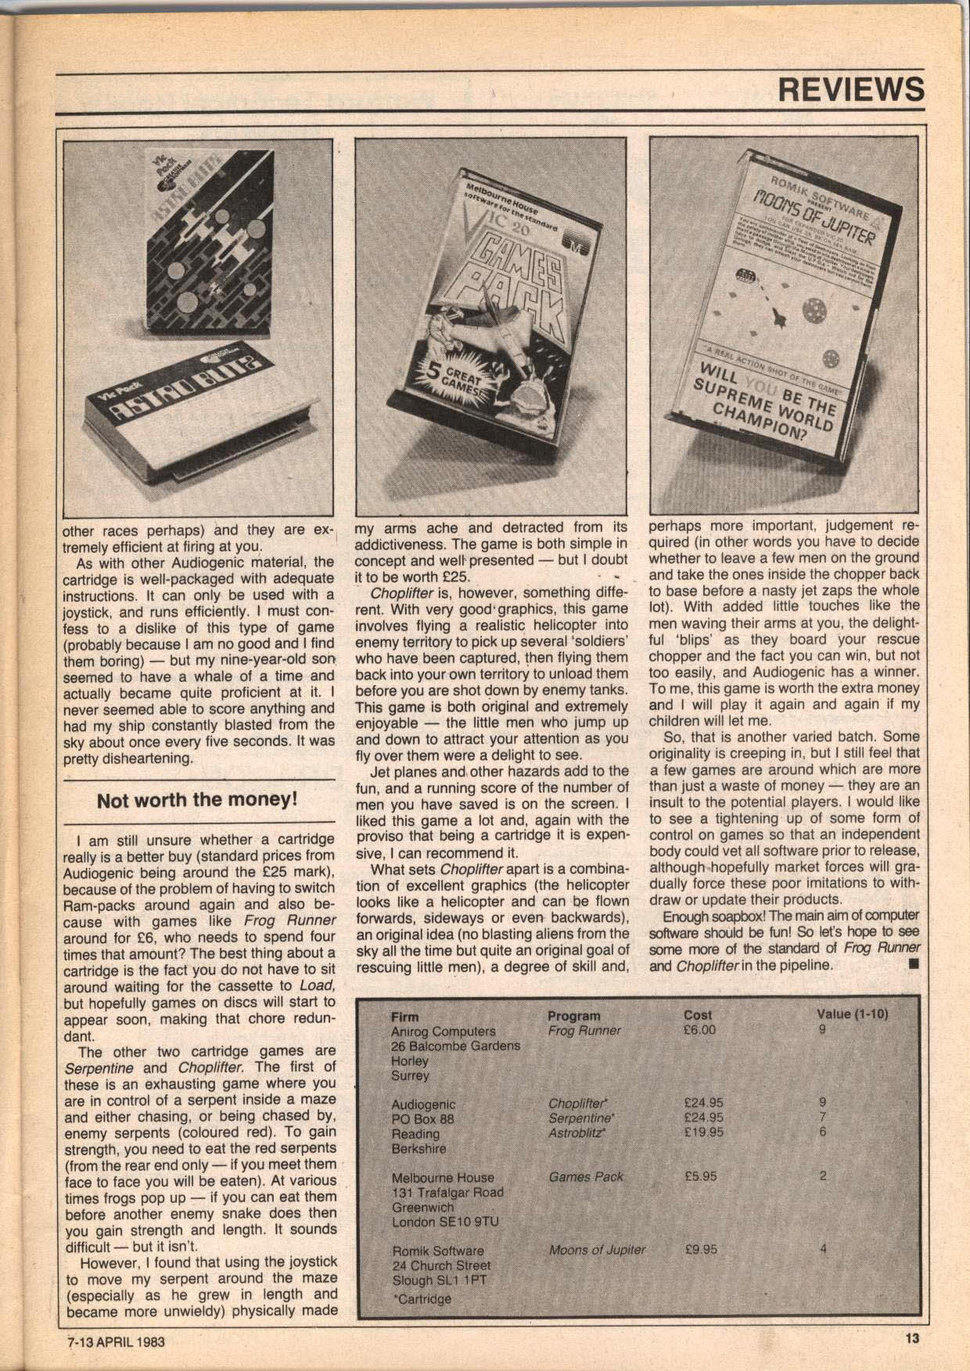 REVIEWS
Vic
Pack
ASTRO BLITZ
Vic Pack
ASTRO BLITZ
Melbourne House
software for the standard
VIC 20
GAMES
PACK
M
5 GREAT
GAMES!
ROMIK SOFTWARE
PRESENT
MOONS OF JUPITER
"A REAL ACTION SHOT OF THE GAME"
WILL YOU BE THE
SUPREME WORLD
CHAMPION?
other races perhaps) and they are ex-
tremely efficient at firing at you.
As with other Audiogenic material, the
cartridge is well-packaged with adequate
instructions. It can only be used with a
joystick, and runs efficiently. I must con-
fess to a dislike of this type of game
(probably because I am no good and I find
them boring) — but my nine-year-old son
seemed to have a whale of a time and
actually became quite proficient at it. I
never seemed able to score anything and
had my ship constantly blasted from the
sky about once every five seconds. It was
pretty disheartening.
Not worth the money!
I am still unsure whether a cartridge
really is a better buy (standard prices from
Audiogenic being around the £25 mark),
because of the problem of having to switch
Ram-packs around again and also be-
cause with games like Frog Runner
around for £6, who needs to spend four
times that amount? The best thing about a
cartridge is the fact you do not have to sit
around waiting for the cassette to Load,
but hopefully games on discs will start to
appear soon, making that chore redun-
dant.
The other two cartridge games are
Serpentine and Choplifter. The first of
these is an exhausting game where you
are in control of a serpent inside a maze
and either chasing, or being chased by,
enemy serpents (coloured red). To gain
strength, you need to eat the red serpents
(from the rear end only — if you meet them
face to face you will be eaten). At various
times frogs pop up — if you can eat them
before another enemy snake does then
you gain strength and length. It sounds
difficult — but it isn't.
However, I found that using the joystick
to move my serpent around the maze
(especially as he grew in length and
became more unwieldy) physically made
my arms ache and detracted from its
addictiveness. The game is both simple in
concept and well presented — but I doubt
it to be worth £25.
Choplifter is, however, something diffe-
rent. With very good graphics, this game
involves flying a realistic helicopter into
enemy territory to pick up several 'soldiers'
who have been captured, then flying them
back into your own territory to unload them
before you are shot down by enemy tanks.
This game is both original and extremely
enjoyable — the little men who jump up
and down to attract your attention as you
fly over them were a delight to see.
Jet planes and other hazards add to the
fun, and a running score of the number of
men you have saved is on the screen. I
liked this game a lot and, again with the
proviso that being a cartridge it is expen-
sive, I can recommend it.
What sets Choplifter apart is a combina-
tion of excellent graphics (the helicopter
looks like a helicopter and can be flown
forwards, sideways or even backwards),
an original idea (no blasting aliens from the
sky all the time but quite an original goal of
rescuing little men), a degree of skill and,
perhaps more important, judgement re-
quired (in other words you have to decide
whether to leave a few men on the ground
and take the ones inside the chopper back
to base before a nasty jet zaps the whole
lot). With added little touches like the
men waving their arms at you, the delight-
ful 'blips' as they board your rescue
chopper and the fact you can win, but not
too easily, and Audiogenic has a winner.
To me, this game is worth the extra money
and I will play it again and again if my
children will let me.
So, that is another varied batch. Some
originality is creeping in, but I still feel that
a few games are around which are more
than just a waste of money — they are an
insult to the potential players. I would like
to see a tightening up of some form of
control on games so that an independent
body could vet all software prior to release,
although hopefully market forces will gra-
dually force these poor imitations to with-
draw or update their products.
Enough soapbox! The main aim of computer
software should be fun! So let's hope to see
some more of the standard of Frog Runner
and Choplifter in the pipeline.
Firm Program Cost Value (1-10)
Anirog Computers Frog Runner £6.00 9
26 Balcombe Gardens
Horley
Surrey
Audiogenic Choplifter* £24.95 9
PO Box 88 Serpentine* £24.95 7
Reading Astroblitz* £19.95 6
Berkshire
Melbourne House Games Pack £5.95 2
131 Trafalgar Road
Greenwich
London SE10 9TU
Romik Software Moons of Jupiter £9.95 4
24 Church Street
Slough SL1 1PT
*Cartridge
7-13 APRIL 1983
13